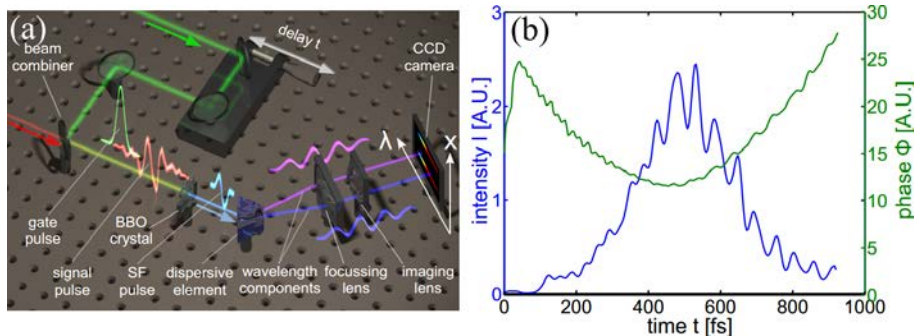 (a)
delay t
CCD
camera
beam
combiner
λ
x
gate
pulse
signal
pulse
BBO
crystal
SF
pulse
dispersive
element
wavelength
components
focussing
lens
imaging
lens
(b)
intensity I [A.U.]
3
2
1
0
0 200 400 600 800 1000
time t [fs]
30
25
20
15
10
5
0
phase Φ [A.U.]